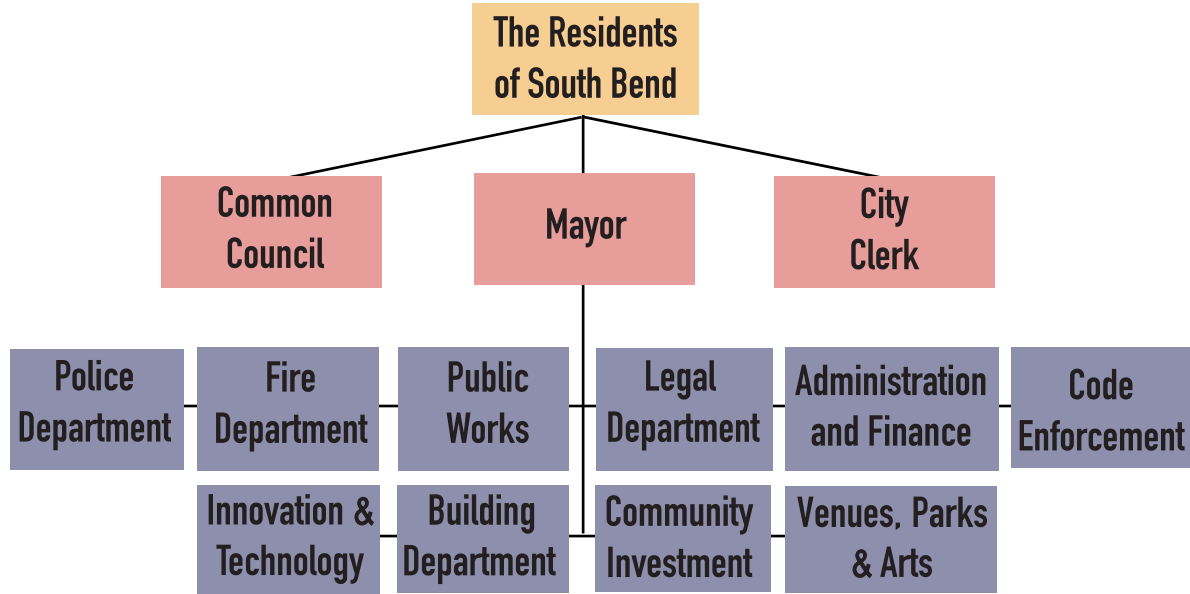 The Residents
of South Bend
Common
Council
Mayor
City
Clerk
Police
Department
Fire
Department
Public
Works
Legal
Department
Administration
and Finance
Code
Enforcement
Innovation &
Technology
Building
Department
Community
Investment
Venues, Parks
& Arts